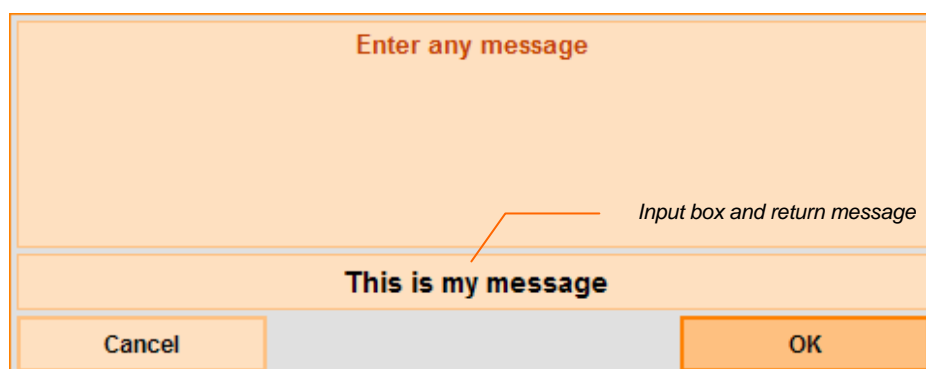 Enter any message
Input box and return message
This is my message
Cancel
OK